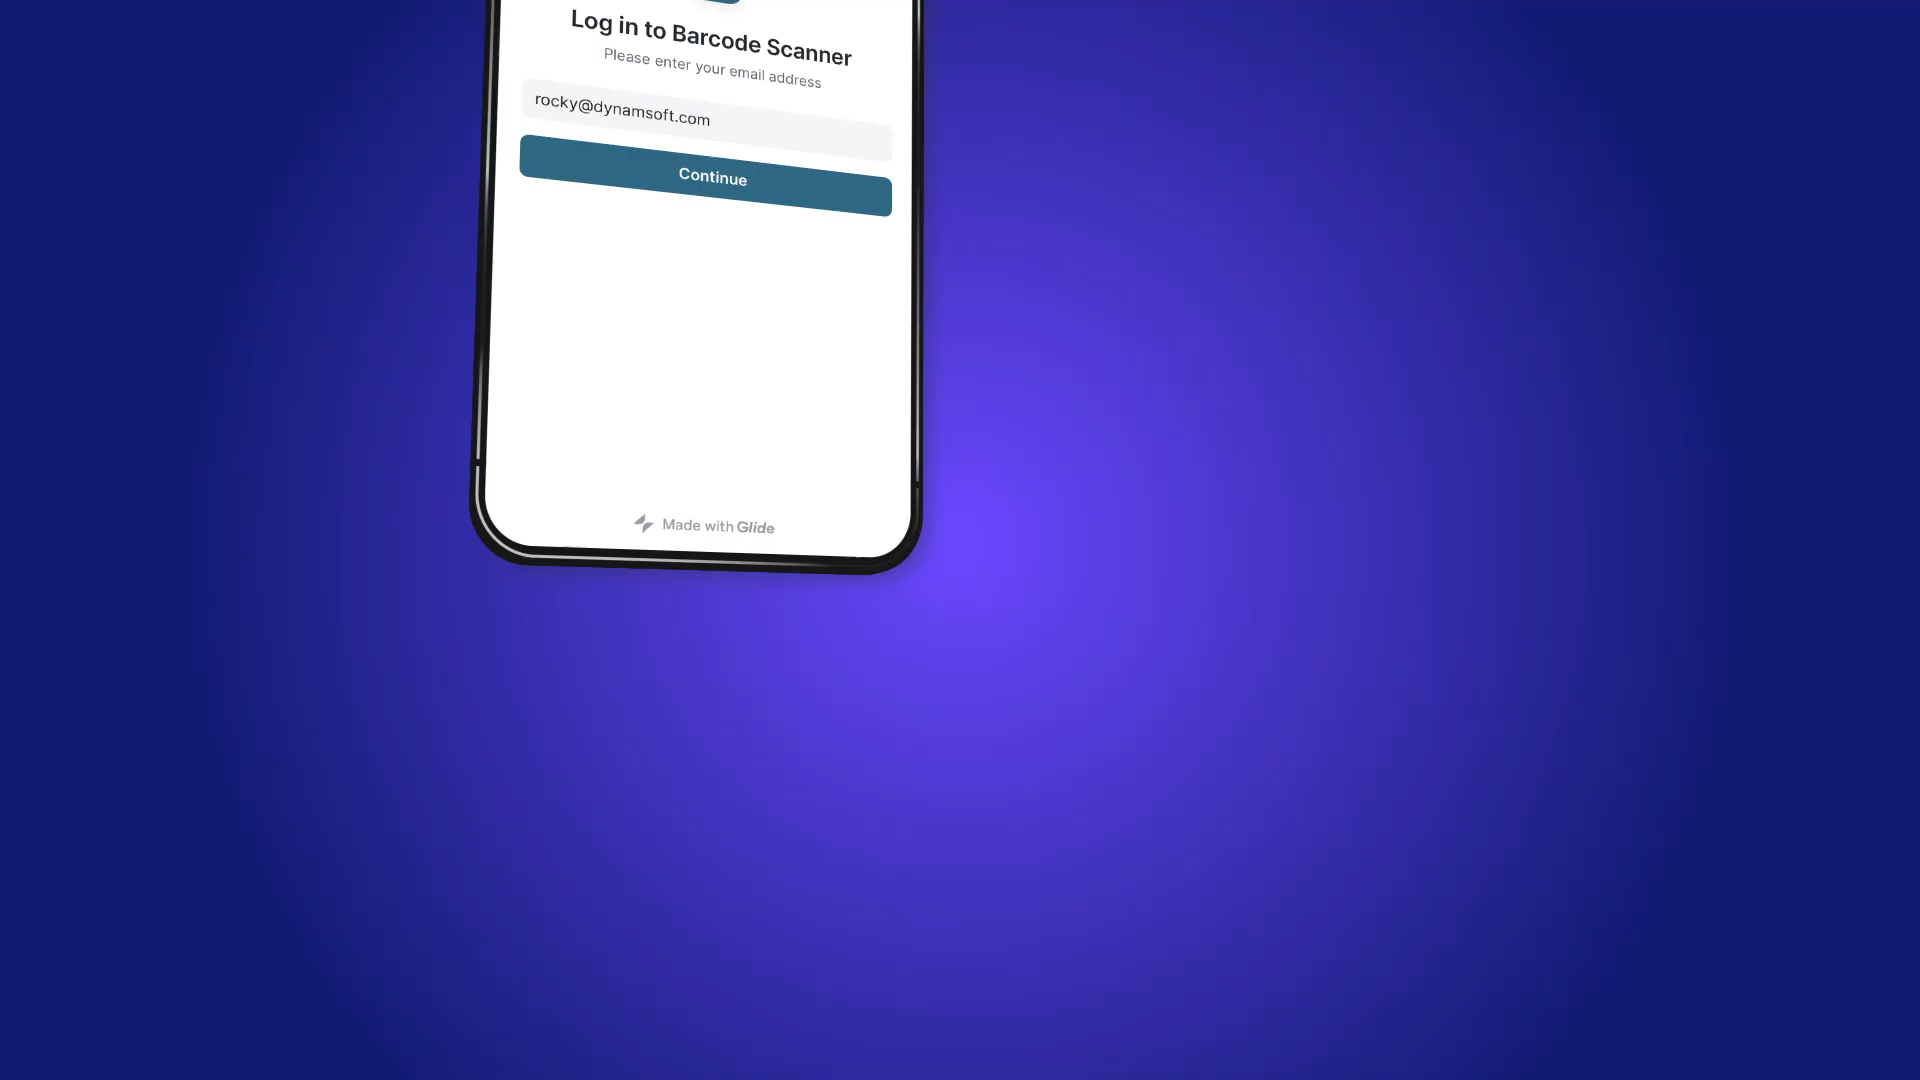 Log in to Barcode Scanner
Please enter your email address
rocky@dynamsoft.com
Continue
Made with Glide